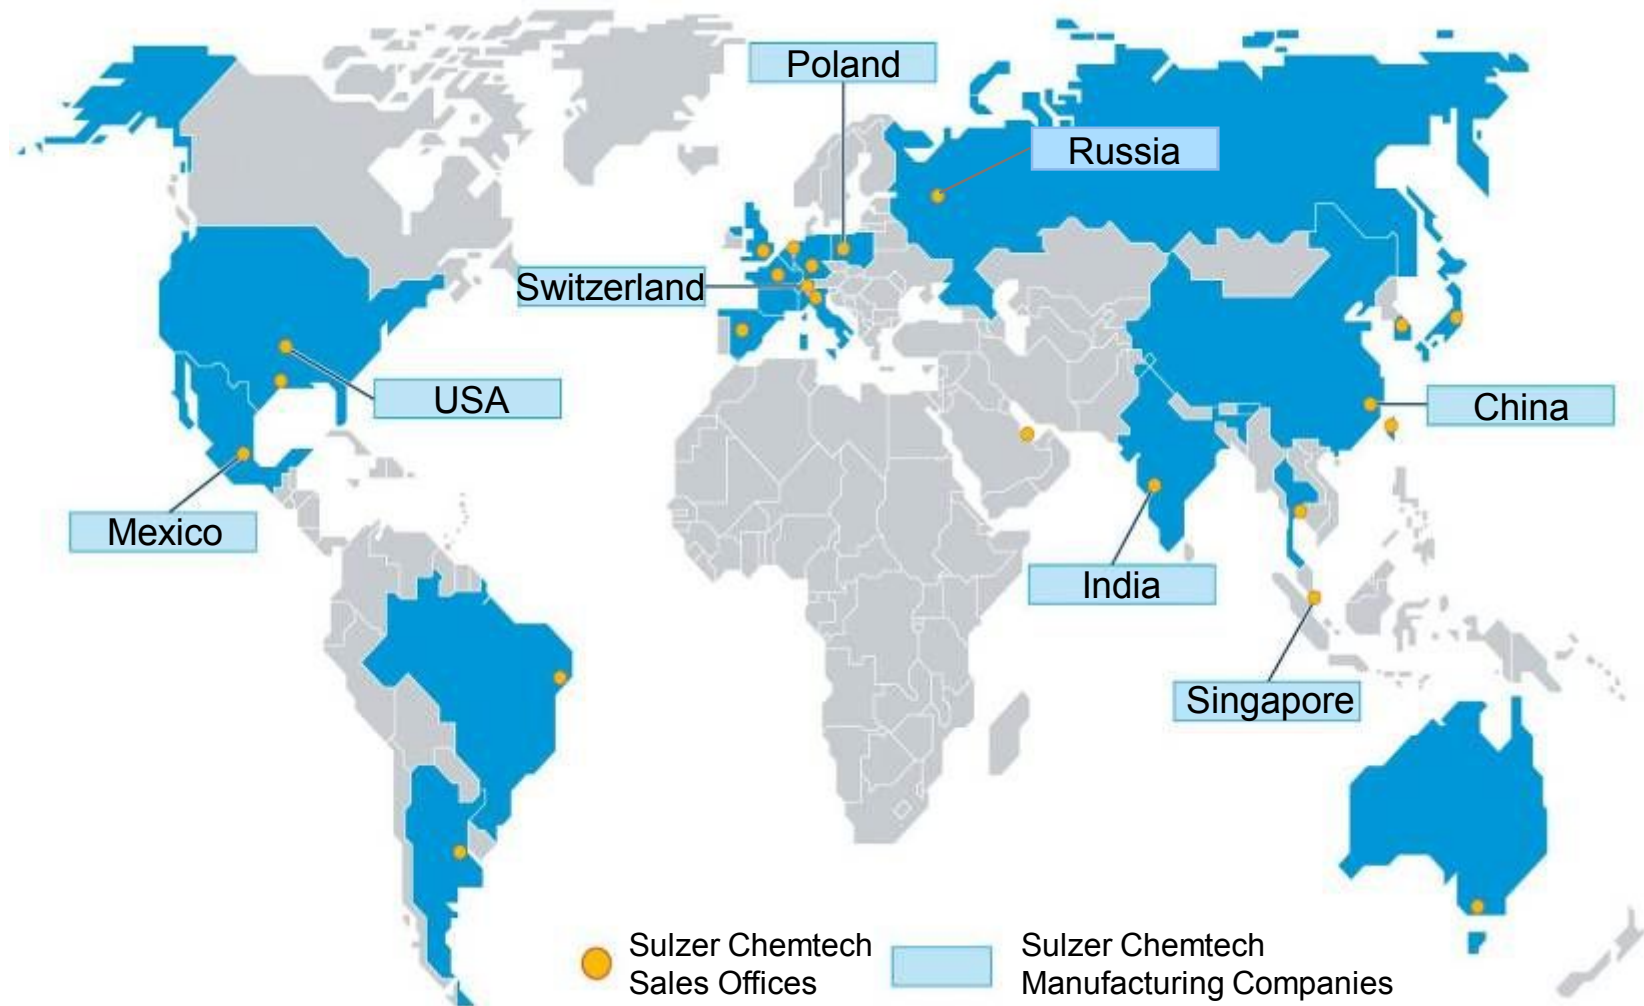 Poland
Russia
Switzerland
USA
China
Mexico
India
Singapore
Sulzer Chemtech
Sales Offices
Sulzer Chemtech
Manufacturing Companies